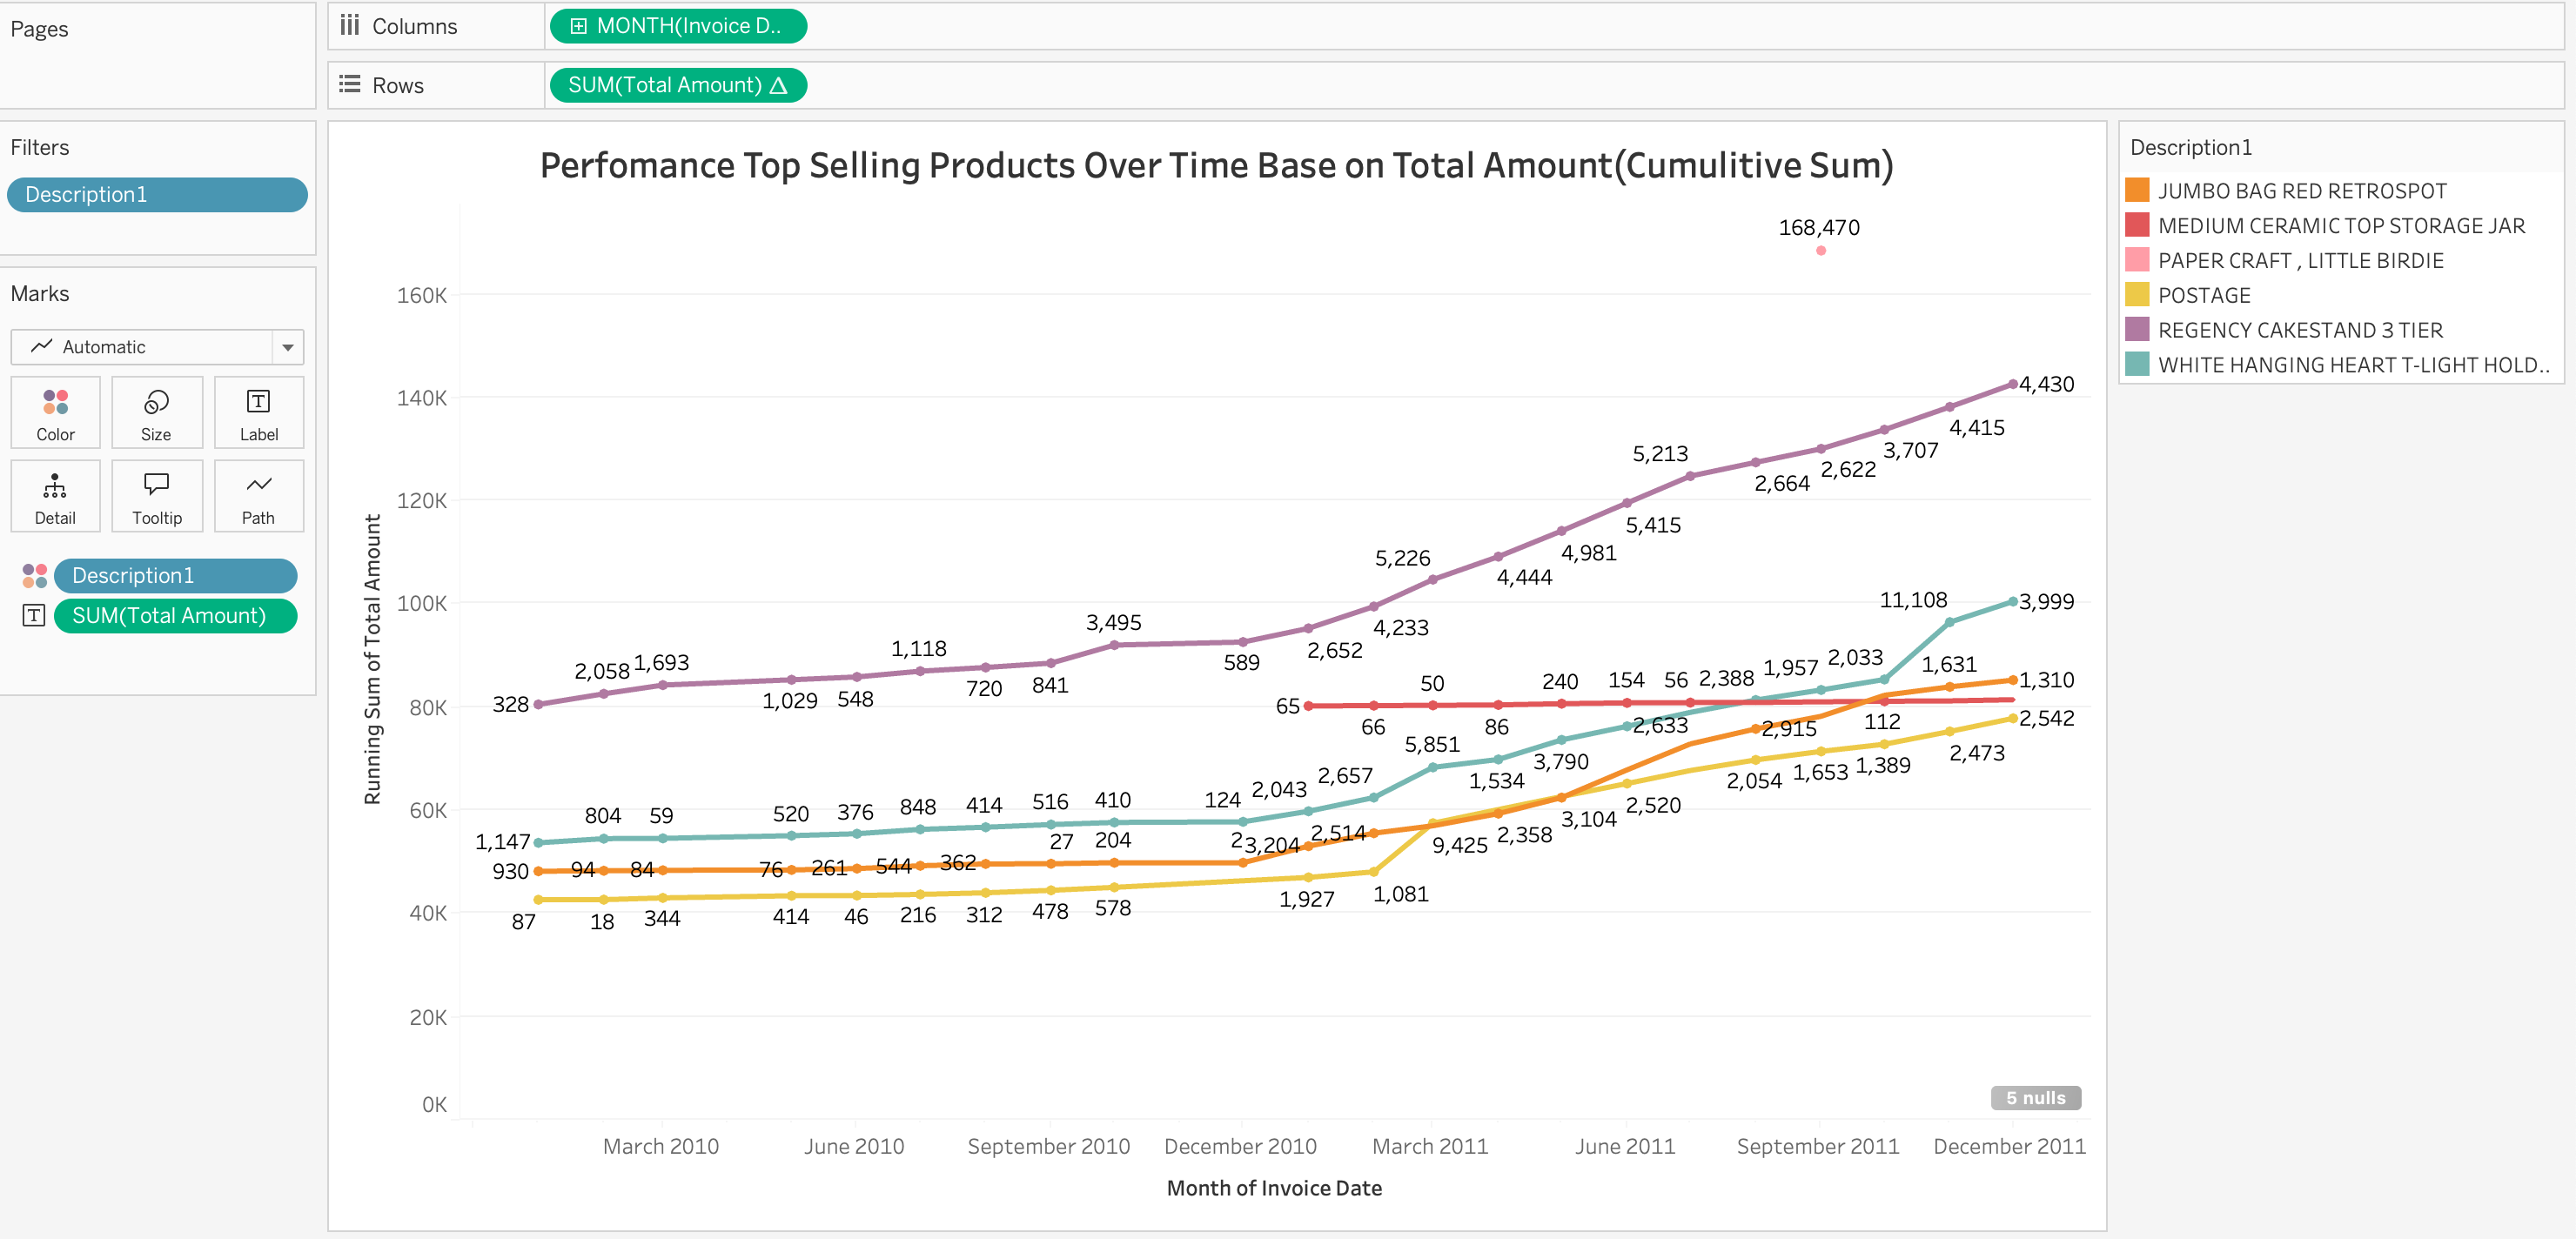 Pages
Columns
MONTH(Invoice D..
Rows
SUM(Total Amount) △
Filters
Description1
Marks
Automatic
Color
Size
Label
Detail
Tooltip
Path
Description1
SUM(Total Amount)
Perfomance Top Selling Products Over Time Base on Total Amount(Cumulitive Sum)
168,470
160K
140K
120K
100K
80K
60K
40K
20K
0K
Running Sum of Total Amount
328
2,058
1,693
1,029
548
1,118
720
841
3,495
589
2,652
4,233
5,226
4,444
4,981
5,415
5,213
2,664
2,622
3,707
4,415
4,430
65
66
50
86
240
154
56
112
1,147
804
59
520
376
848
414
516
410
124
2,043
2,657
5,851
1,534
3,790
2,633
2,388
1,957
2,033
11,108
3,999
930
94
84
76
261
544
362
27
204
2
3,204
2,514
2,358
3,104
2,915
1,631
1,310
87
18
344
414
46
216
312
478
578
1,927
1,081
9,425
2,520
2,054
1,653
1,389
2,473
2,542
5 nulls
March 2010
June 2010
September 2010
December 2010
March 2011
June 2011
September 2011
December 2011
Month of Invoice Date
Description1
JUMBO BAG RED RETROSPOT
MEDIUM CERAMIC TOP STORAGE JAR
PAPER CRAFT , LITTLE BIRDIE
POSTAGE
REGENCY CAKESTAND 3 TIER
WHITE HANGING HEART T-LIGHT HOLD..